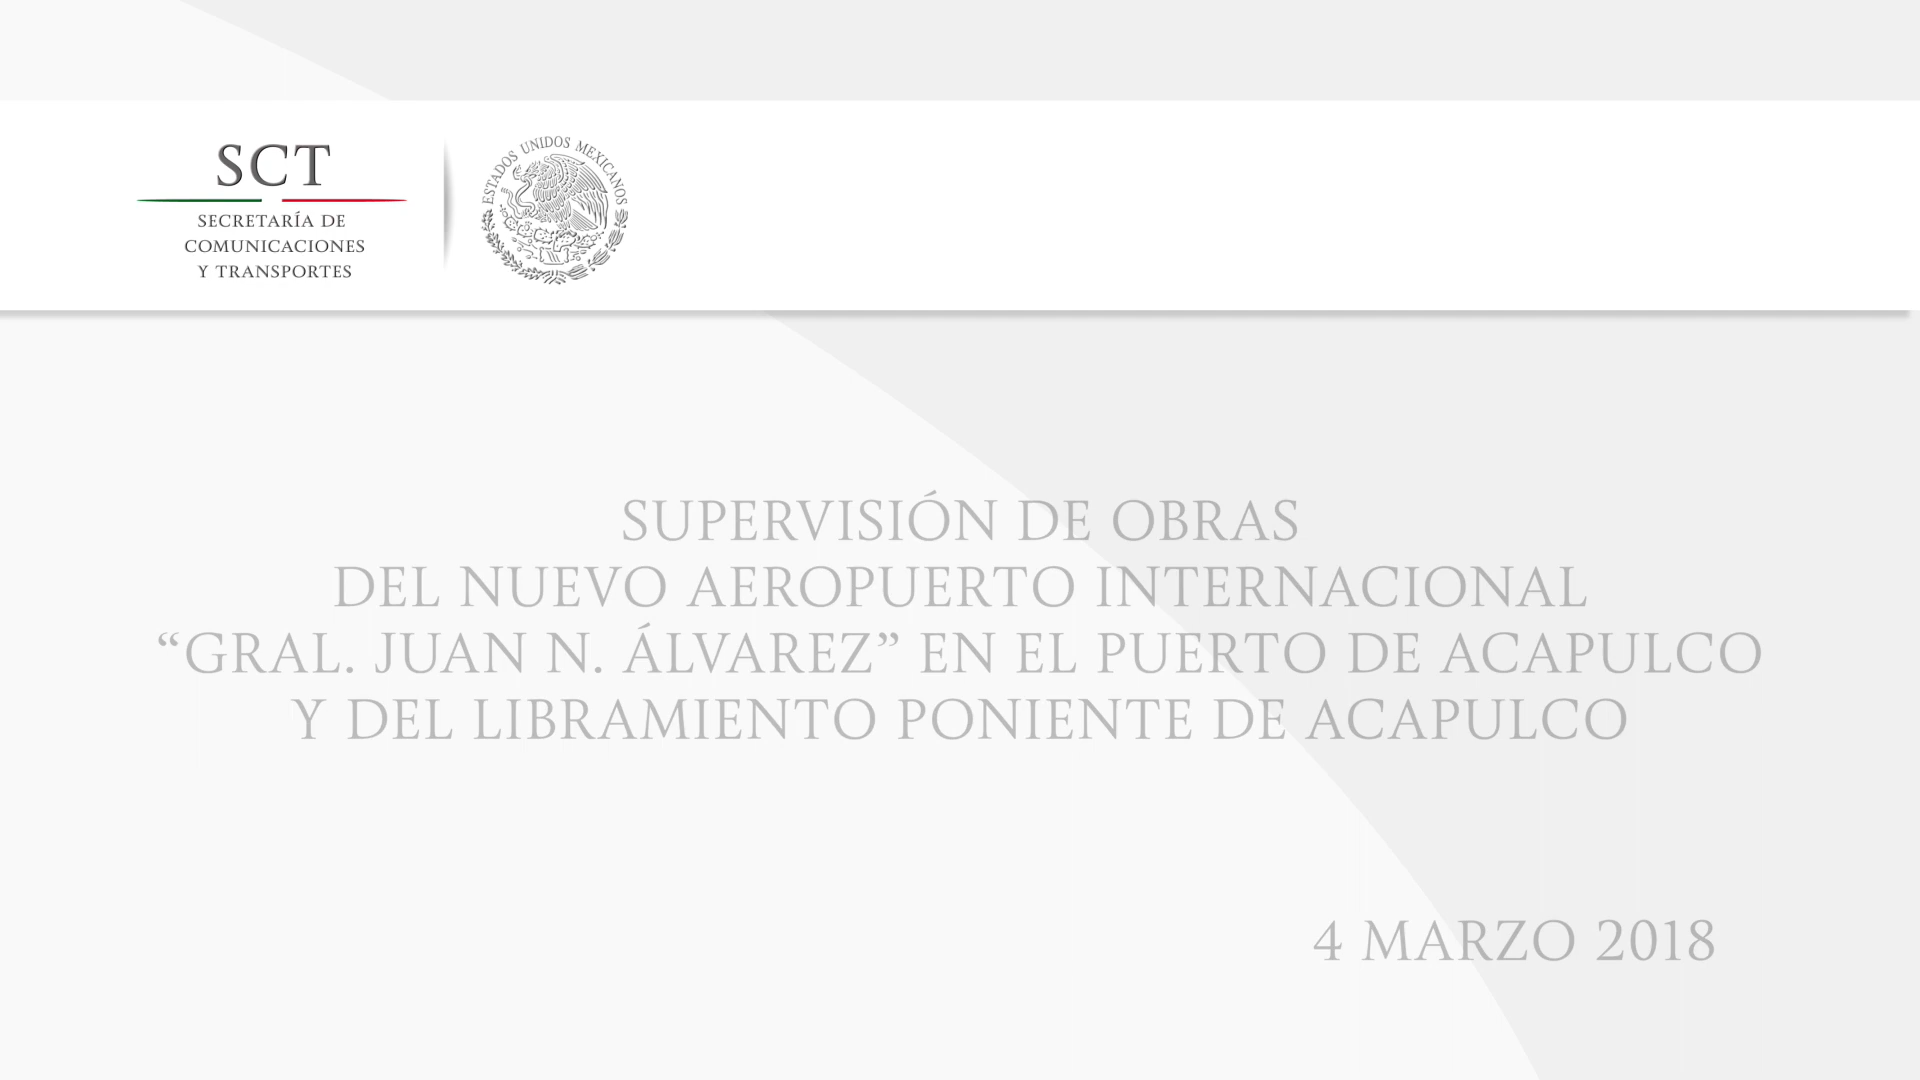 SCT
SECRETARÍA DE
COMUNICACIONES
Y TRANSPORTES
ESTADOS UNIDOS MEXICANOS
SUPERVISIÓN DE OBRAS
DEL NUEVO AEROPUERTO INTERNACIONAL
“GRAL. JUAN N. ÁLVAREZ” EN EL PUERTO DE ACAPULCO
Y DEL LIBRAMIENTO PONIENTE DE ACAPULCO
4 MARZO 2018